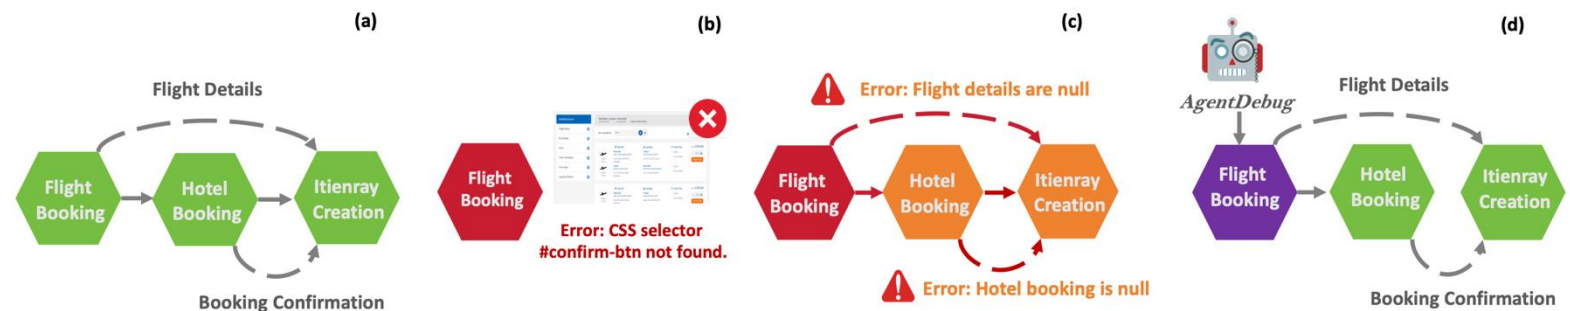 (a)
Flight Details
Flight
Booking
Hotel
Booking
Itienray
Creation
Booking Confirmation
(b)
Flight
Booking
Error: CSS selector
#confirm-btn not found.
(c)
Error: Flight details are null
Flight
Booking
Hotel
Booking
Itienray
Creation
Error: Hotel booking is null
(d)
AgentDebug
Flight Details
Flight
Booking
Hotel
Booking
Itienray
Creation
Booking Confirmation